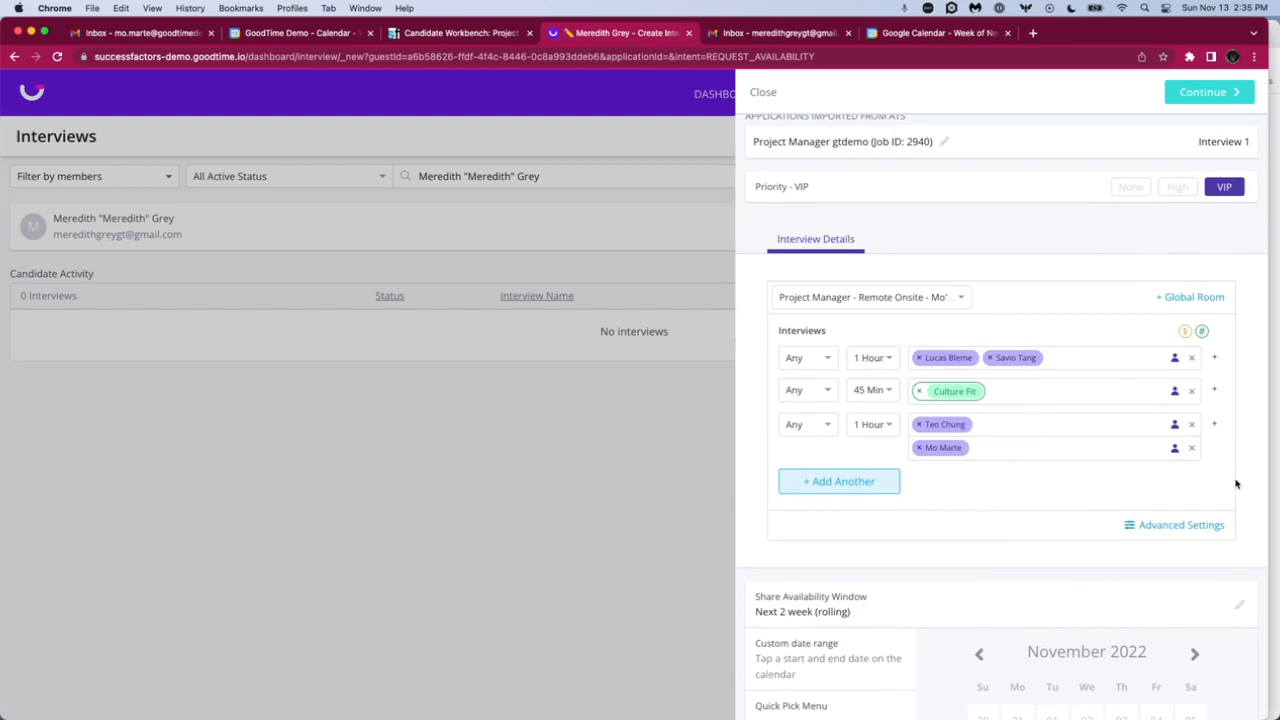 Chrome File Edit View History Bookmarks Profiles Tab Window Help Sun Nov 13 2:35 PM
Inbox - mo.marte@goodtimede × GoodTime Demo - Calendar - × Candidate Workbench: Project × Meredith Grey - Create Inte × Inbox - meredithgreygt@gmail. × Google Calendar - Week of No × +
successfactors-demo.goodtime.io/dashboard/interview/_new?guestId=a6b58626-ffdf-4f4c-8446-0c8a993ddeb6&applicationId=&intent=REQUEST_AVAILABILITY
DASHBO
Close
Continue
APPLICATIONS IMPORTED FROM ATS
Interviews
Project Manager gtdemo (Job ID: 2940)
Interview 1
Filter by members
All Active Status
Meredith "Meredith" Grey
Priority - VIP
None
High
VIP
M
Meredith "Meredith" Grey
meredithgreygt@gmail.com
Interview Details
Candidate Activity
0 Interviews
Status
Interview Name
No interviews
Project Manager - Remote Onsite - Mo'...
+ Global Room
Interviews
$ #
Any 1 Hour × Lucas Bleme × Savio Tang × +
Any 45 Min × Culture Fit × +
Any 1 Hour × Teo Chung × +
× Mo Marte ×
+ Add Another
Advanced Settings
Share Availability Window
Next 2 week (rolling)
Custom date range
Tap a start and end date on the
calendar
Quick Pick Menu
November 2022
Su Mo Tu We Th Fr Sa